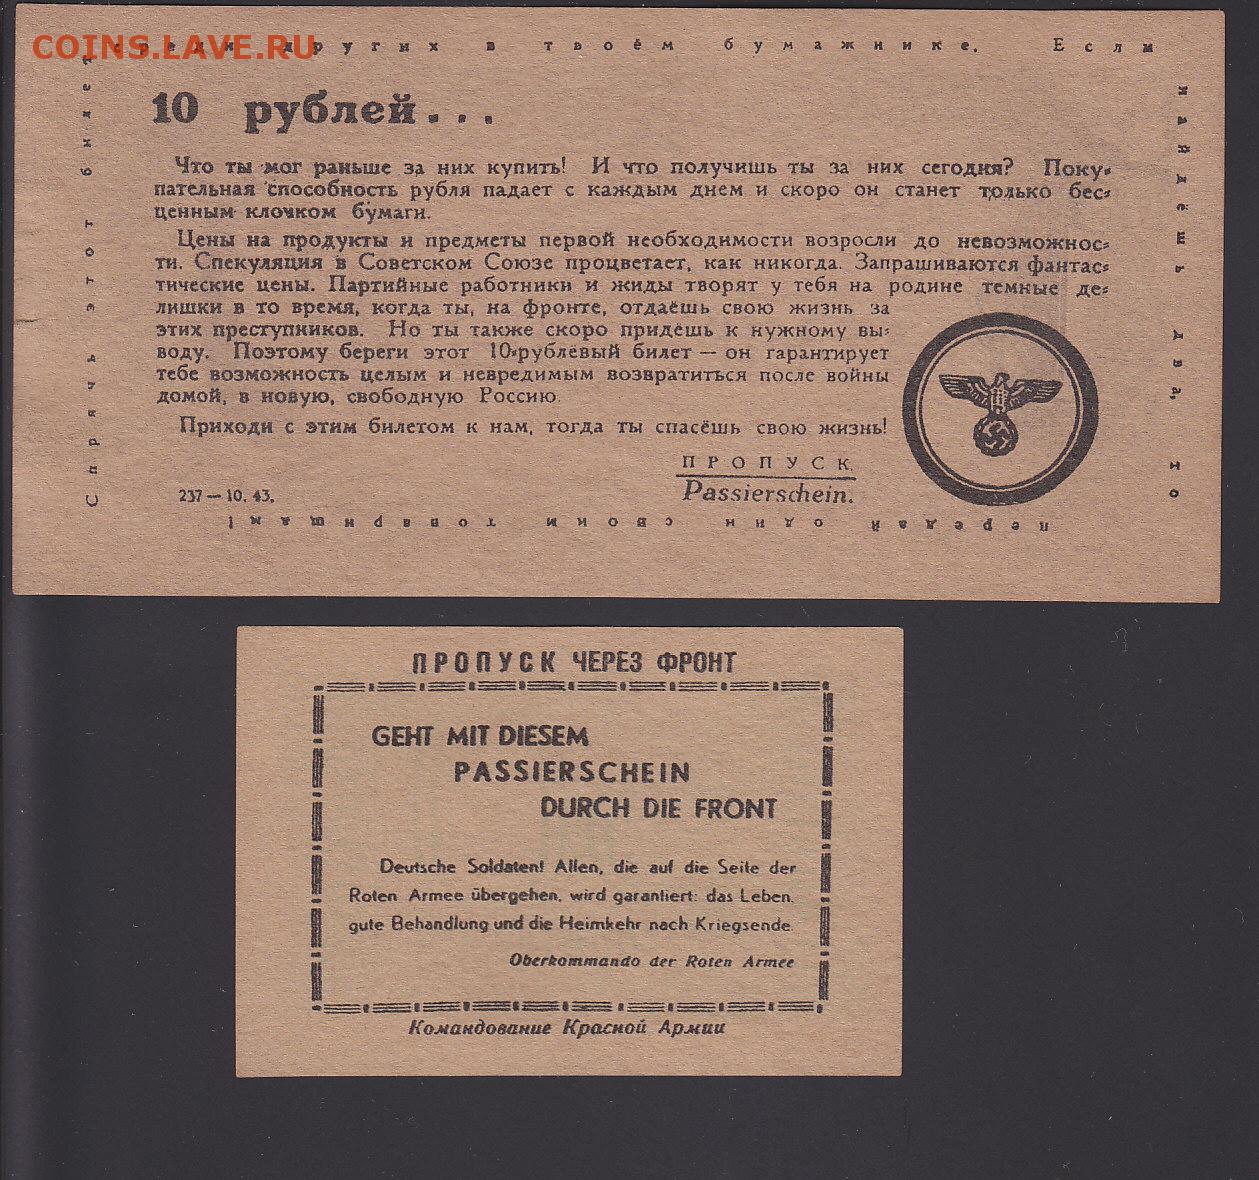 COINS.LAVE.RU
Спрячь этот билет
среди других в твоём бумажнике. Если
найдёшь два, то
передай один своим товарищам!
10 рублей...
Что ты мог раньше за них купить! И что получишь ты за них сегодня? Поку-
пательная способность рубля падает с каждым днем и скоро он станет только бес-
ценным клочком бумаги.
Цены на продукты и предметы первой необходимости возросли до невозможнос-
ти. Спекуляция в Советском Союзе процветает, как никогда. Запрашиваются фантас-
тические цены. Партийные работники и жиды творят у тебя на родине темные де-
лишки в то время, когда ты, на фронте, отдаёшь свою жизнь за
этих преступников. Но ты также скоро придёшь к нужному вы-
воду. Поэтому береги этот 10-рублёвый билет — он гарантирует
тебе возможность целым и невредимым возвратиться после войны
домой, в новую, свободную Россию.
Приходи с этим билетом к нам, тогда ты спасёшь свою жизнь!
ПРОПУСК.
Passierschein.
237 — 10. 43.
ПРОПУСК ЧЕРЕЗ ФРОНТ
GEHT MIT DIESEM
PASSIERSCHEIN
DURCH DIE FRONT
Deutsche Soldaten! Allen, die auf die Seite der
Roten Armee übergehen, wird garantiert: das Leben,
gute Behandlung und die Heimkehr nach Kriegsende.
Oberkommando der Roten Armee
Командование Красной Армии